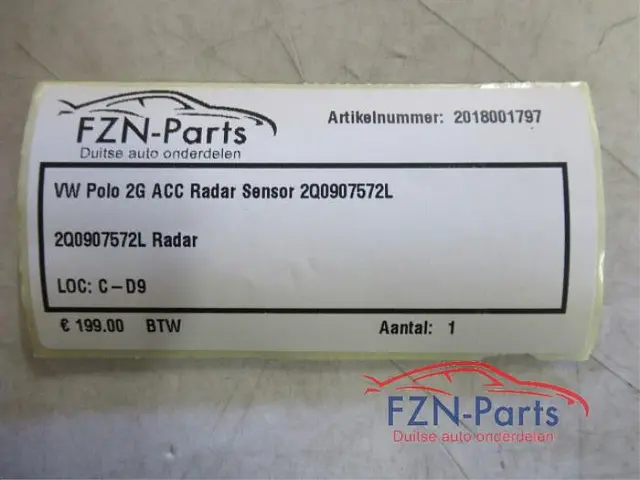 FZN-Parts
Duitse auto onderdelen
Artikelnummer: 2018001797
VW Polo 2G ACC Radar Sensor 2Q0907572L
2Q0907572L Radar
LOC: C-D9
€ 199.00 BTW
Aantal: 1
FZN-Parts
Duitse auto onderdelen